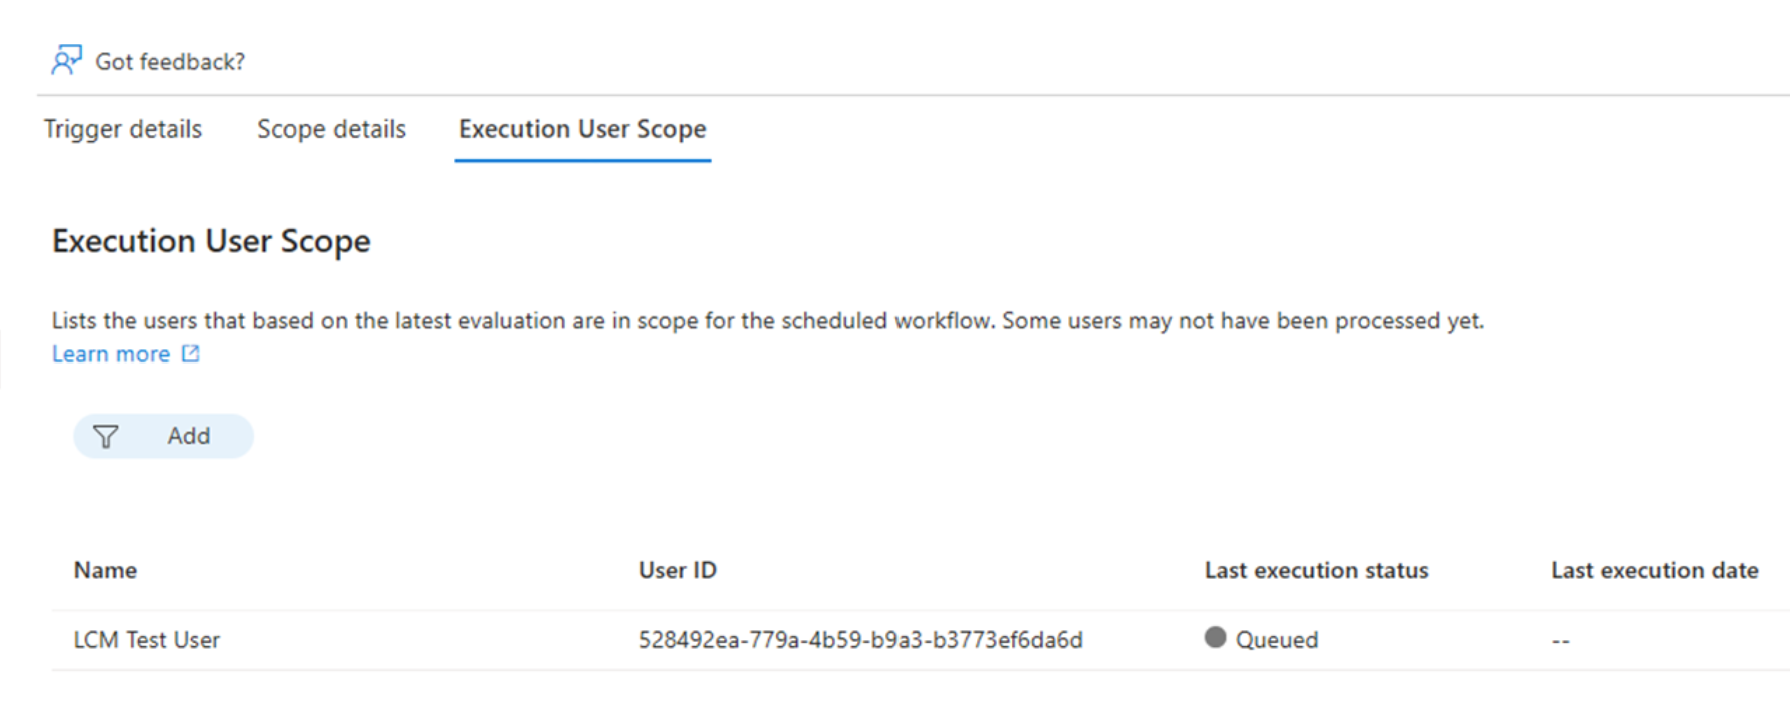 Got feedback?
Trigger details Scope details Execution User Scope
Execution User Scope
Lists the users that based on the latest evaluation are in scope for the scheduled workflow. Some users may not have been processed yet.
Learn more
Add
Name User ID Last execution status Last execution date
LCM Test User 528492ea-779a-4b59-b9a3-b3773ef6da6d Queued --